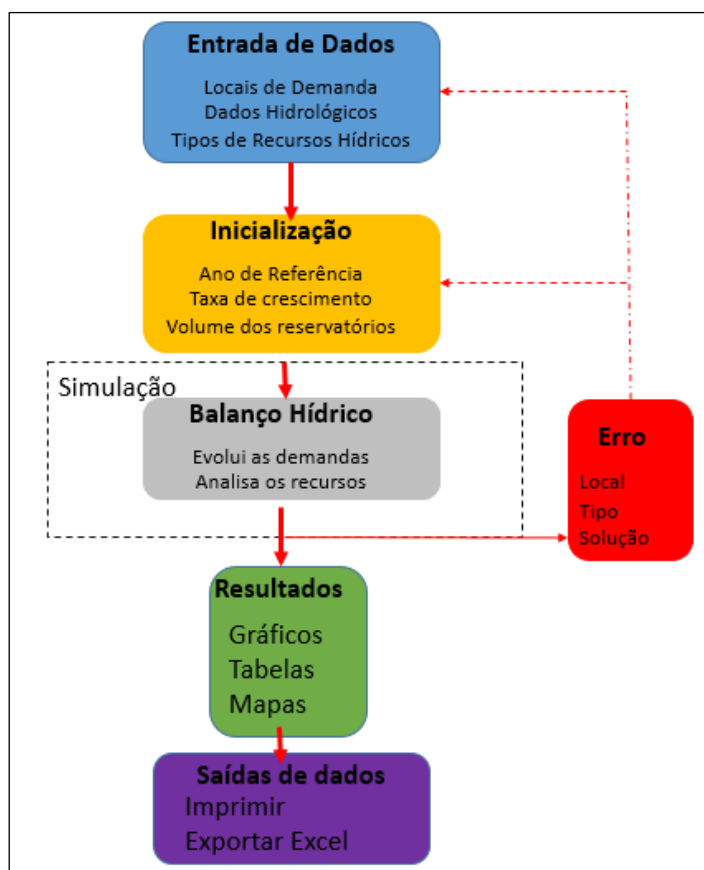 Entrada de Dados
Locais de Demanda
Dados Hidrológicos
Tipos de Recursos Hídricos
Inicialização
Ano de Referência
Taxa de crescimento
Volume dos reservatórios
Simulação
Balanço Hídrico
Evolui as demandas
Analisa os recursos
Erro
Local
Tipo
Solução
Resultados
Gráficos
Tabelas
Mapas
Saídas de dados
Imprimir
Exportar Excel